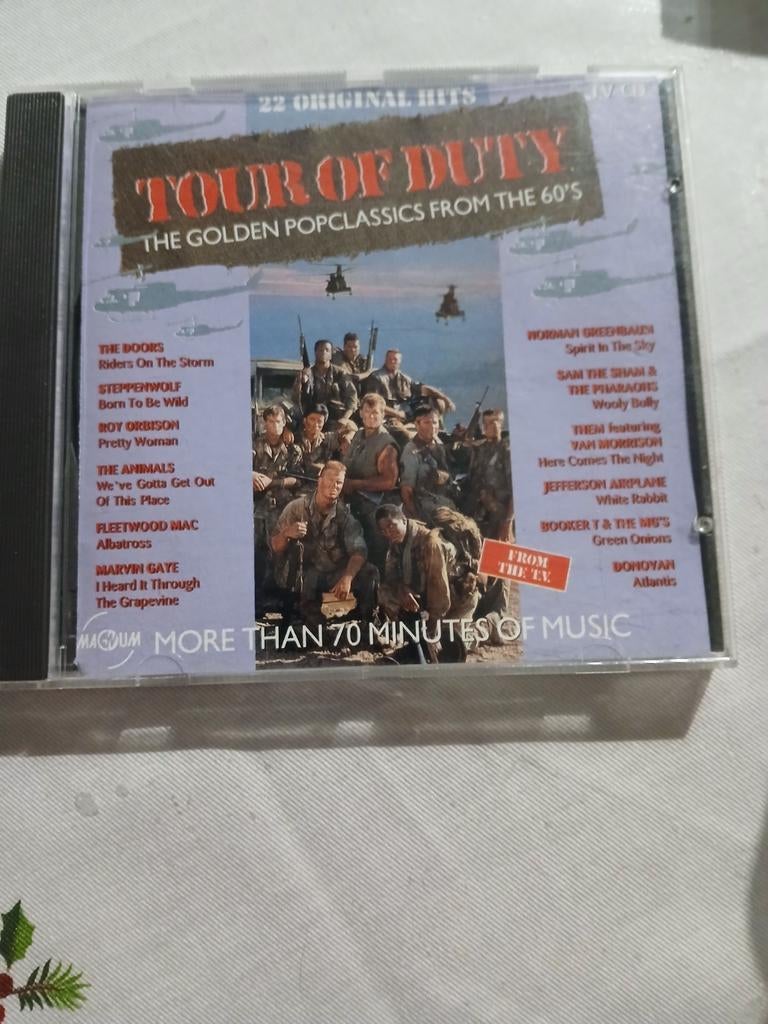 22 ORIGINAL HITS
TV-CD
TOUR OF DUTY
THE GOLDEN POPCLASSICS FROM THE 60'S
THE DOORS
Riders On The Storm
STEPPENWOLF
Born To Be Wild
ROY ORBISON
Pretty Woman
THE ANIMALS
We've Gotta Get Out
Of This Place
FLEETWOOD MAC
Albatross
MARVIN GAYE
I Heard It Through
The Grapevine
NORMAN GREENBAUM
Spirit In The Sky
SAM THE SHAM &
THE PHARAOHS
Wooly Bully
THEM featuring
VAN MORRISON
Here Comes The Night
JEFFERSON AIRPLANE
White Rabbit
BOOKER T & THE MG'S
Green Onions
DONOVAN
Atlantis
FROM
THE T.V.
MAGNUM
MORE THAN 70 MINUTES OF MUSIC